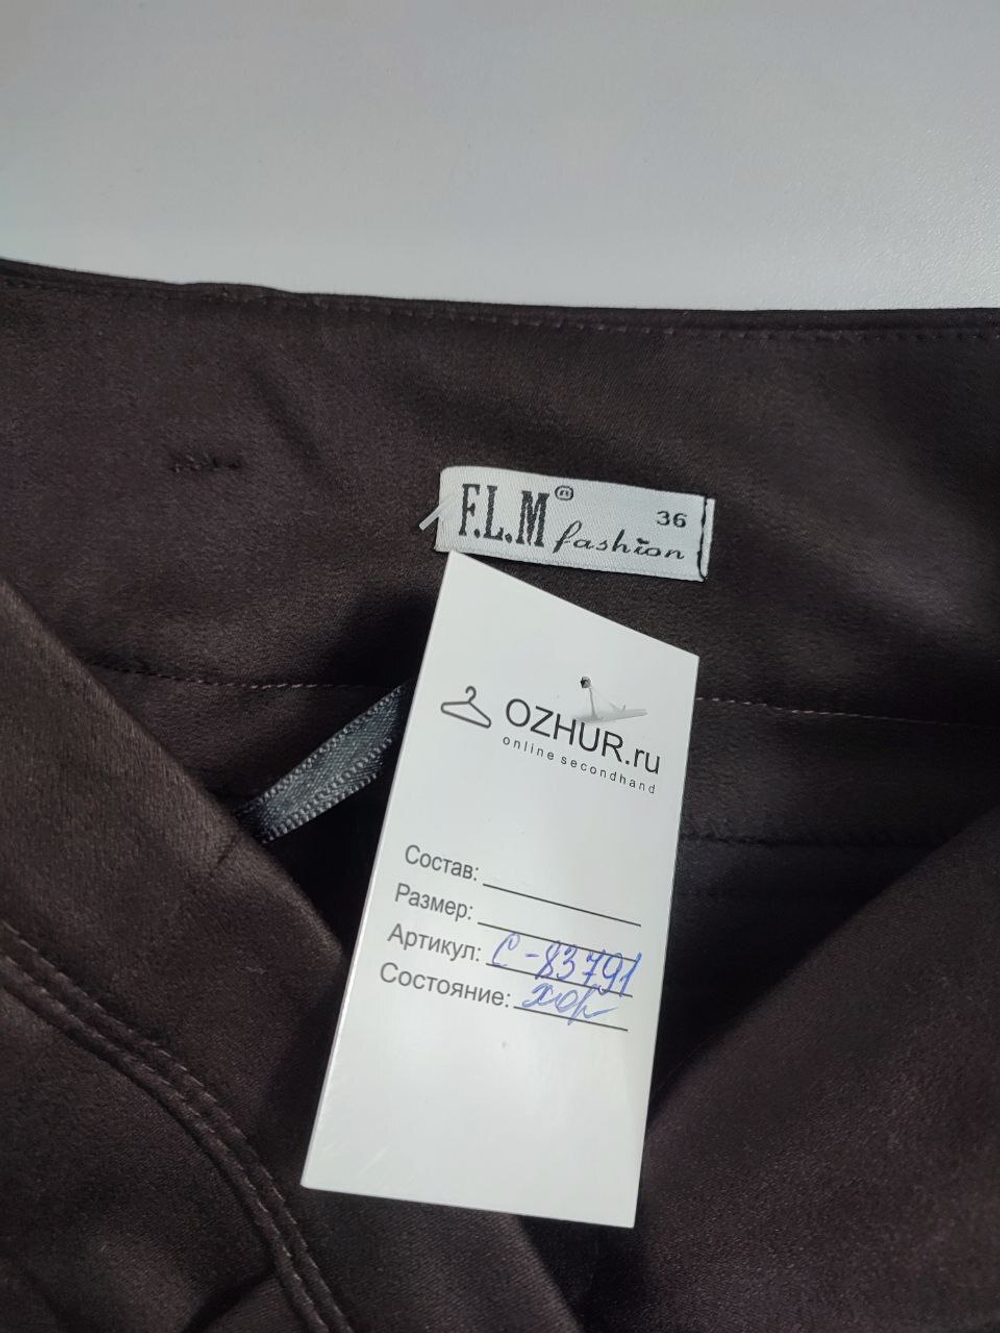 F.L.M® 36
fashion
OZHUR.ru
online secondhand
Состав:
Размер:
Артикул: С-83791
Состояние: хор